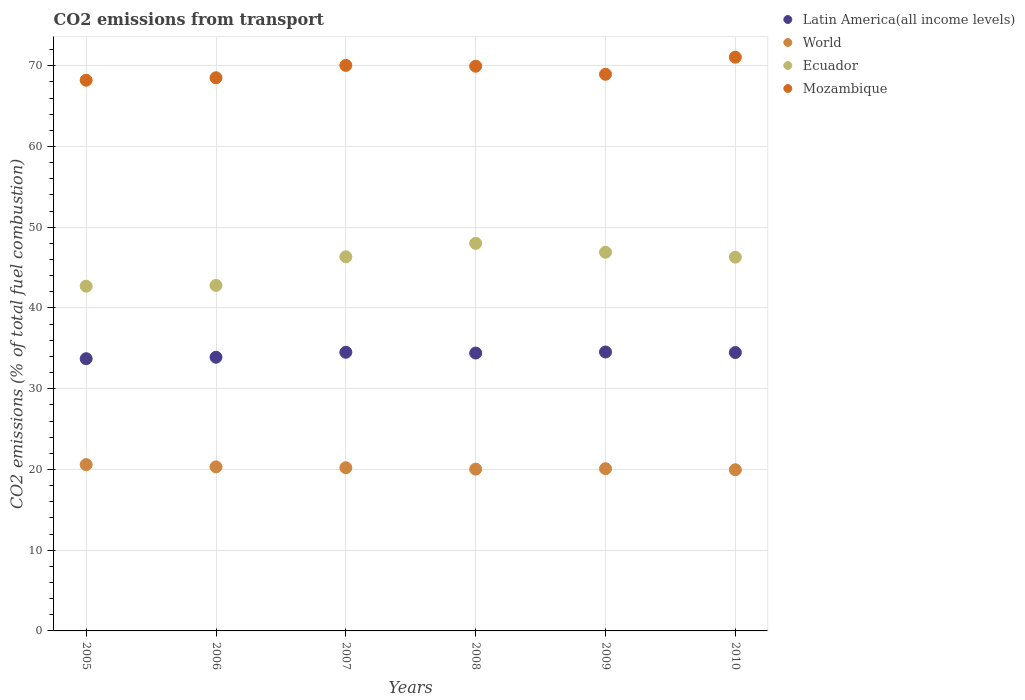 CO2 emissions from transport
Latin America(all income levels)
World
Ecuador
Mozambique
CO2 emissions (% of total fuel combustion)
70
60
50
40
30
20
10
0
2005
2006
2007
2008
2009
2010
Years